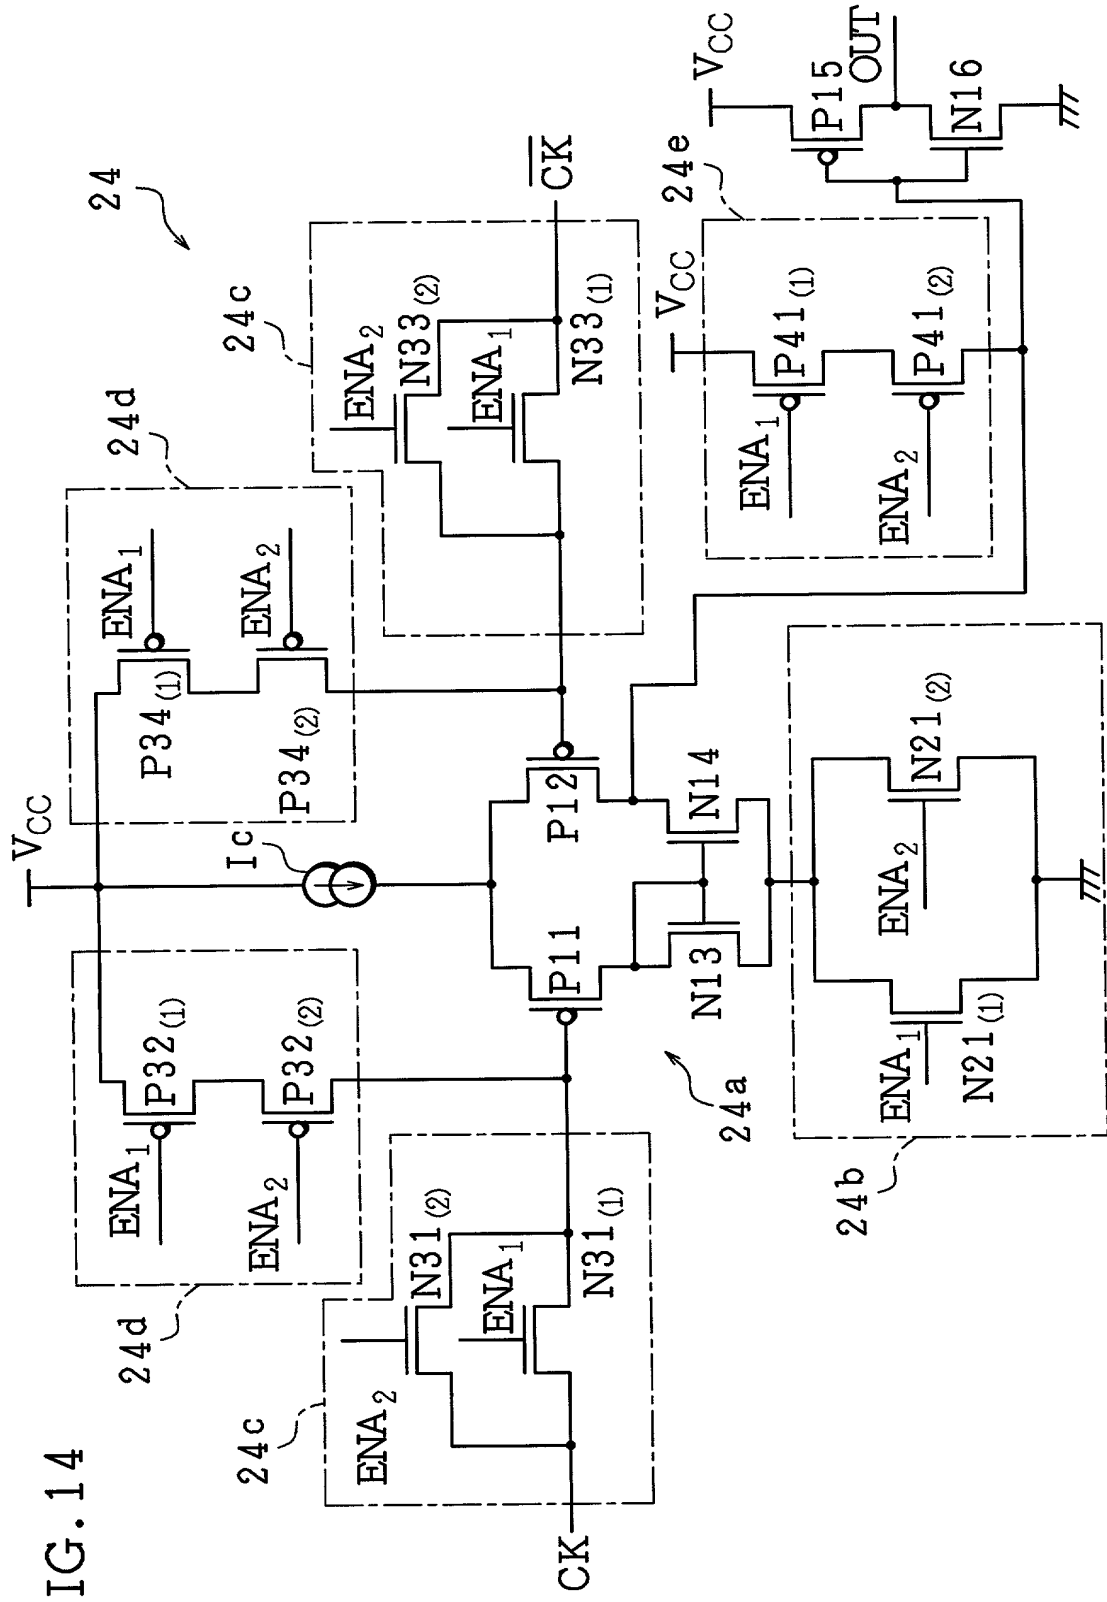 IG.14
24
V_CC
24d
ENA1
P32(1)
ENA2
P32(2)
24d
P34(1)
ENA1
P34(2)
ENA2
Ic
24c
ENA2
N31(2)
ENA1
N31(1)
CK
24c
ENA2
N33(2)
ENA1
N33(1)
C̅K̅
P11
P12
24a
N13
N14
24b
ENA1
N21(1)
ENA2
N21(2)
24e
VCC
ENA1
P41(1)
ENA2
P41(2)
VCC
P15
OUT
N16